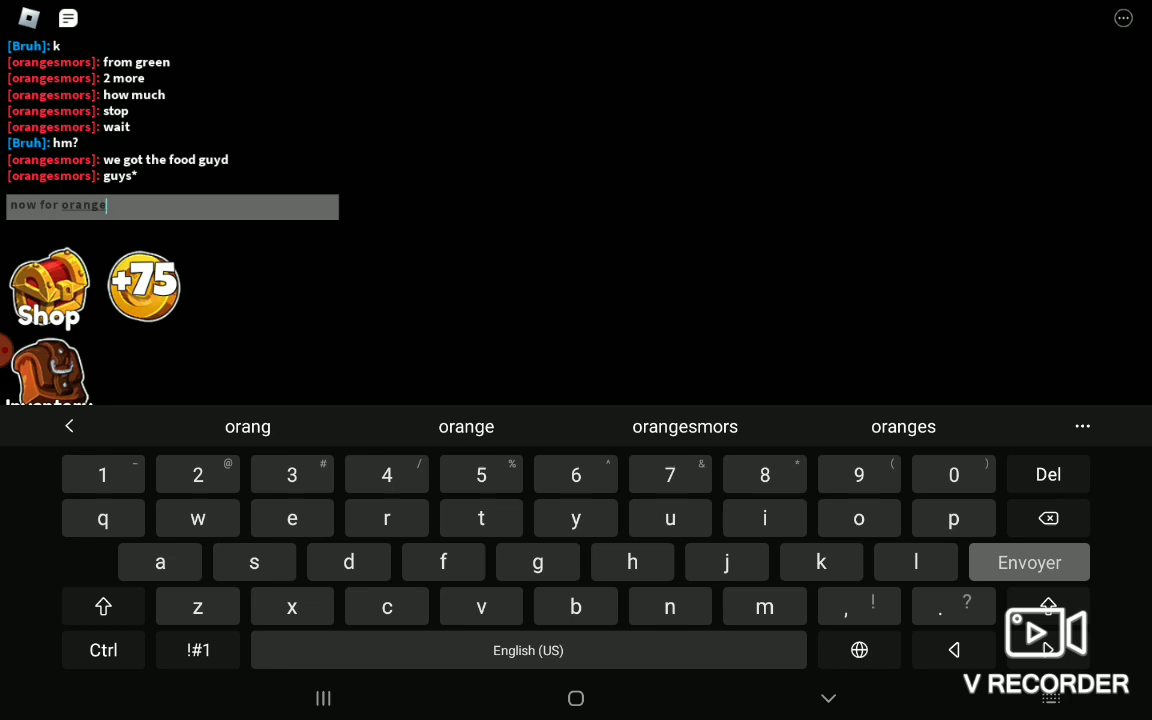 [Bruh]: k
[orangesmors]: from green
[orangesmors]: 2 more
[orangesmors]: how much
[orangesmors]: stop
[orangesmors]: wait
[Bruh]: hm?
[orangesmors]: we got the food guyd
[orangesmors]: guys*
now for orange
+75
Shop
Inventory
orang orange orangesmors oranges
1 - 2 @ 3 # 4 / 5 % 6 ^ 7 & 8 * 9 ( 0 ) Del
q w e r t y u i o p
a s d f g h j k l Envoyer
z x c v b n m , ! . ?
Ctrl !#1 English (US)
V RECORDER